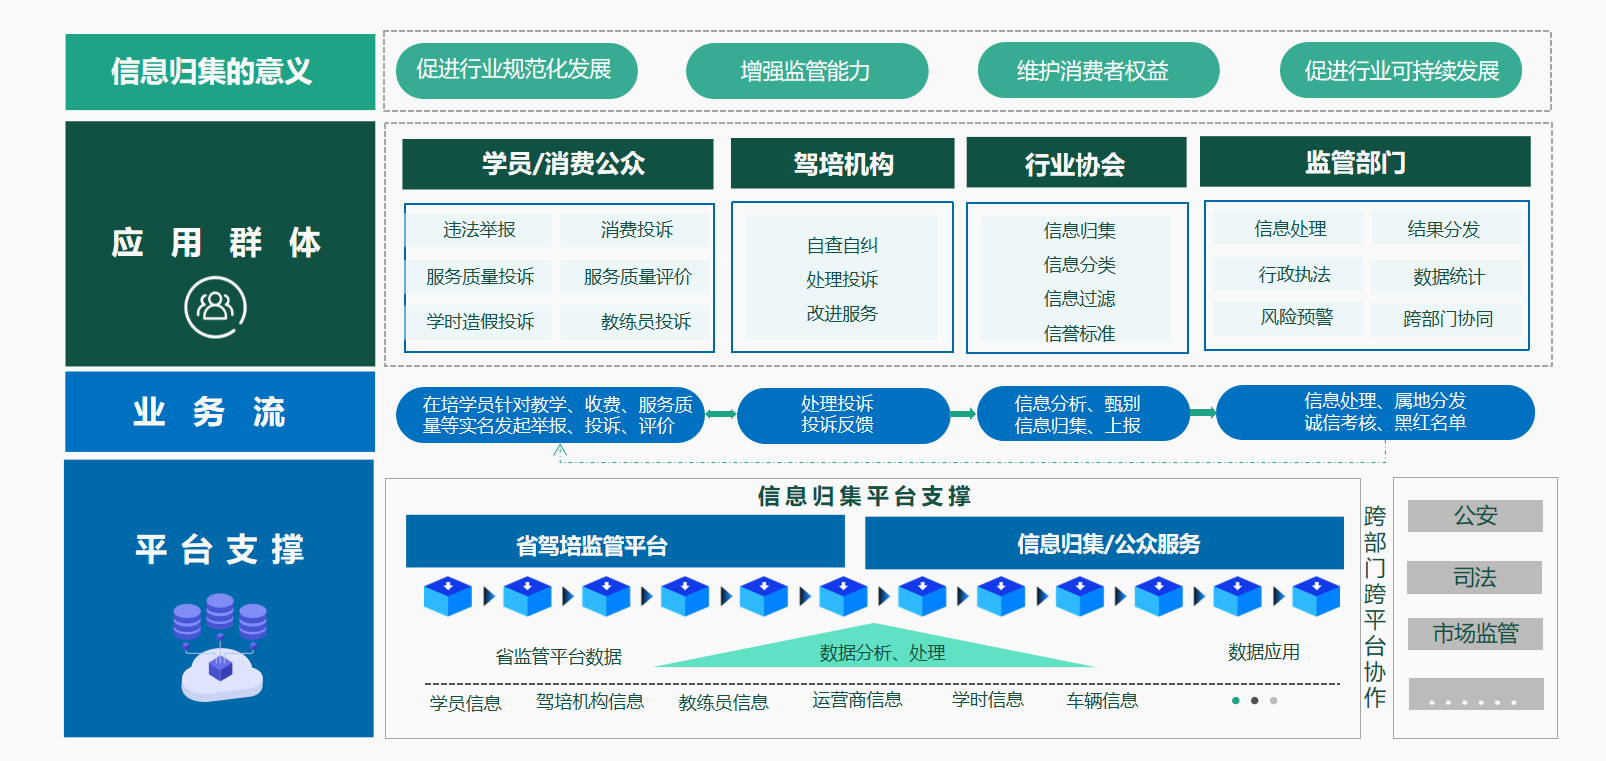 信息归集的意义
促进行业规范化发展
增强监管能力
维护消费者权益
促进行业可持续发展
应用群体
学员/消费公众
违法举报
消费投诉
服务质量投诉
服务质量评价
学时造假投诉
教练员投诉
驾培机构
自查自纠
处理投诉
改进服务
行业协会
信息归集
信息分类
信息过滤
信誉标准
监管部门
信息处理
结果分发
行政执法
数据统计
风险预警
跨部门协同
业务流
在培学员针对教学、收费、服务质
量等实名发起举报、投诉、评价
处理投诉
投诉反馈
信息分析、甄别
信息归集、上报
信息处理、属地分发
诚信考核、黑红名单
平台支撑
信息归集平台支撑
省驾培监管平台
信息归集/公众服务
省监管平台数据
数据分析、处理
数据应用
学员信息
驾培机构信息
教练员信息
运营商信息
学时信息
车辆信息
跨部门跨平台协作
公安
司法
市场监管
......